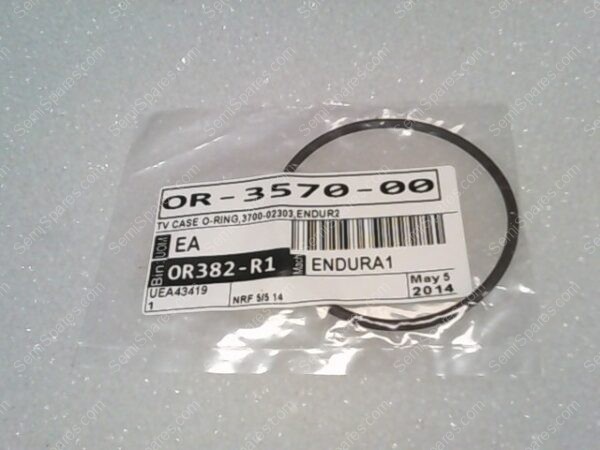 OR-3570-00
TV CASE O-RING,3700-02303,ENDUR2
UOM EA
Bin OR382-R1 Mach ENDURA1
UEA43419 NRF 5/5 14 May 5
1 2014
SemiSpares.com